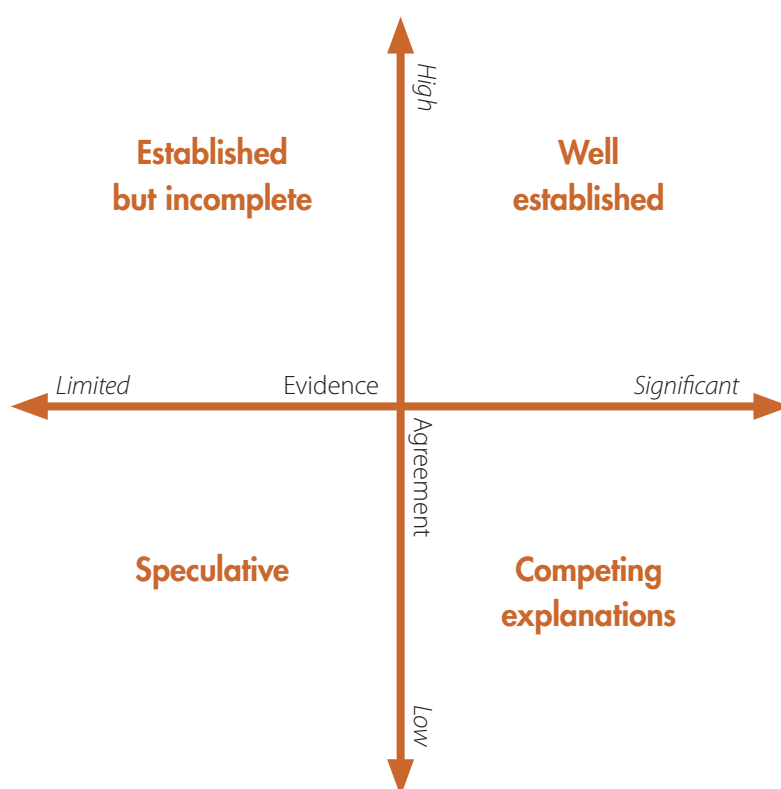 High
Established
but incomplete
Well
established
Limited
Evidence
Significant
Agreement
Speculative
Competing
explanations
Low